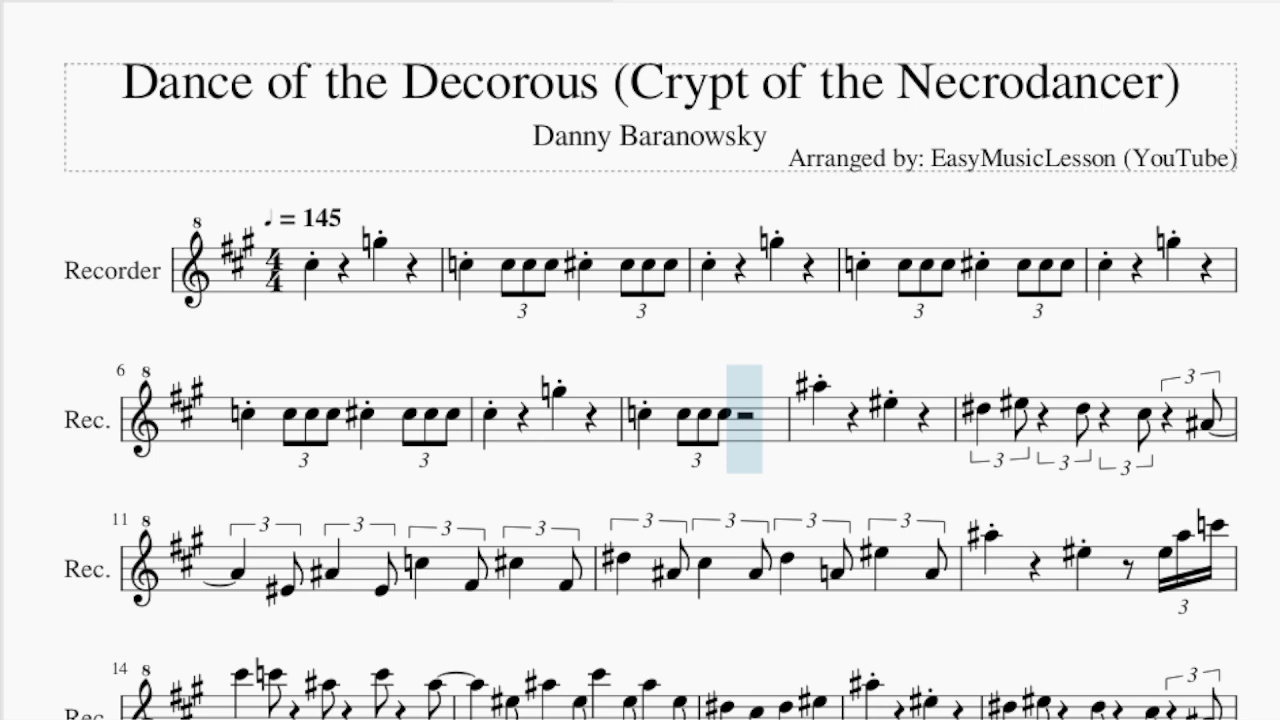 Dance of the Decorous (Crypt of the Necrodancer)
Danny Baranowsky
Arranged by: EasyMusicLesson (YouTube)
8
♩ = 145
Recorder
4
4
3 3 3 3
6 8
Rec.
3 3 3 3 3 3 3
11 8
Rec.
3 3 3 3 3 3 3 3
3
14 8
Rec.
3